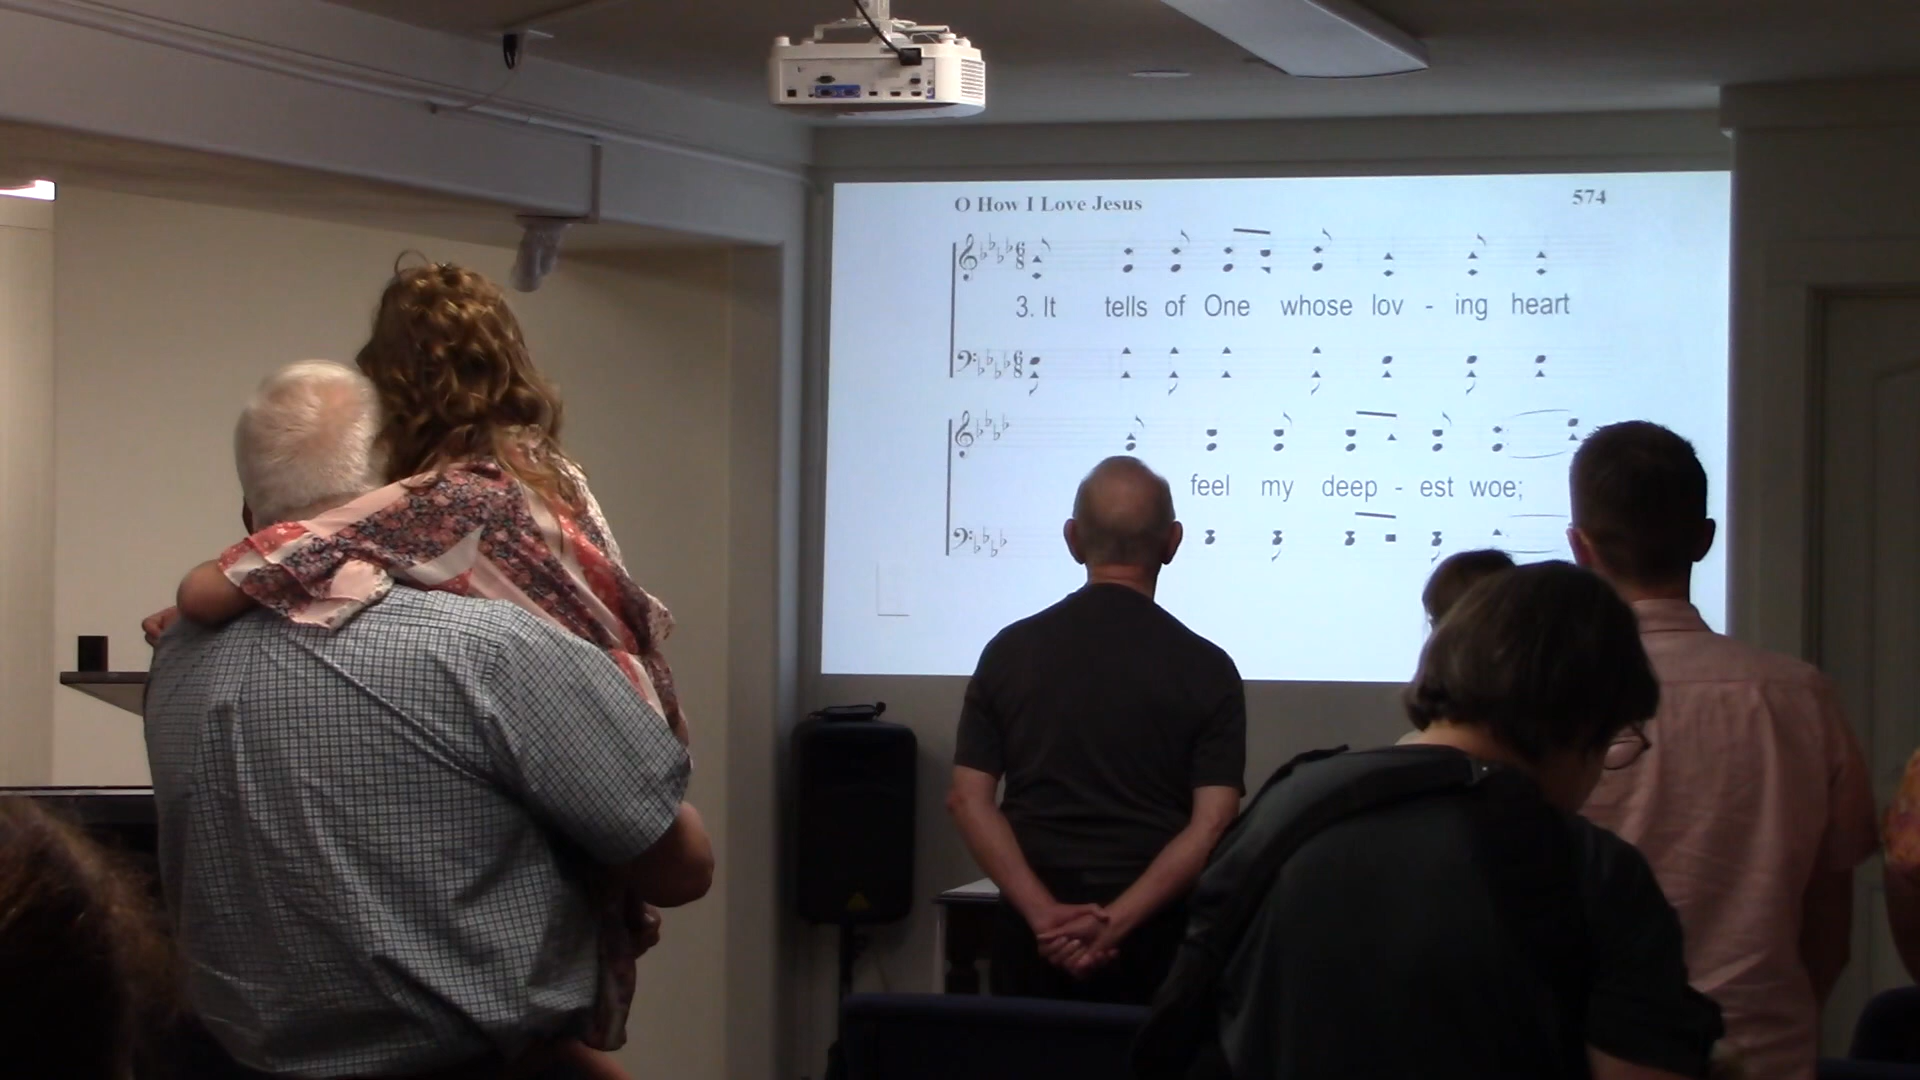 O How I Love Jesus 574
3. It tells of One whose lov - ing heart
feel my deep - est woe;